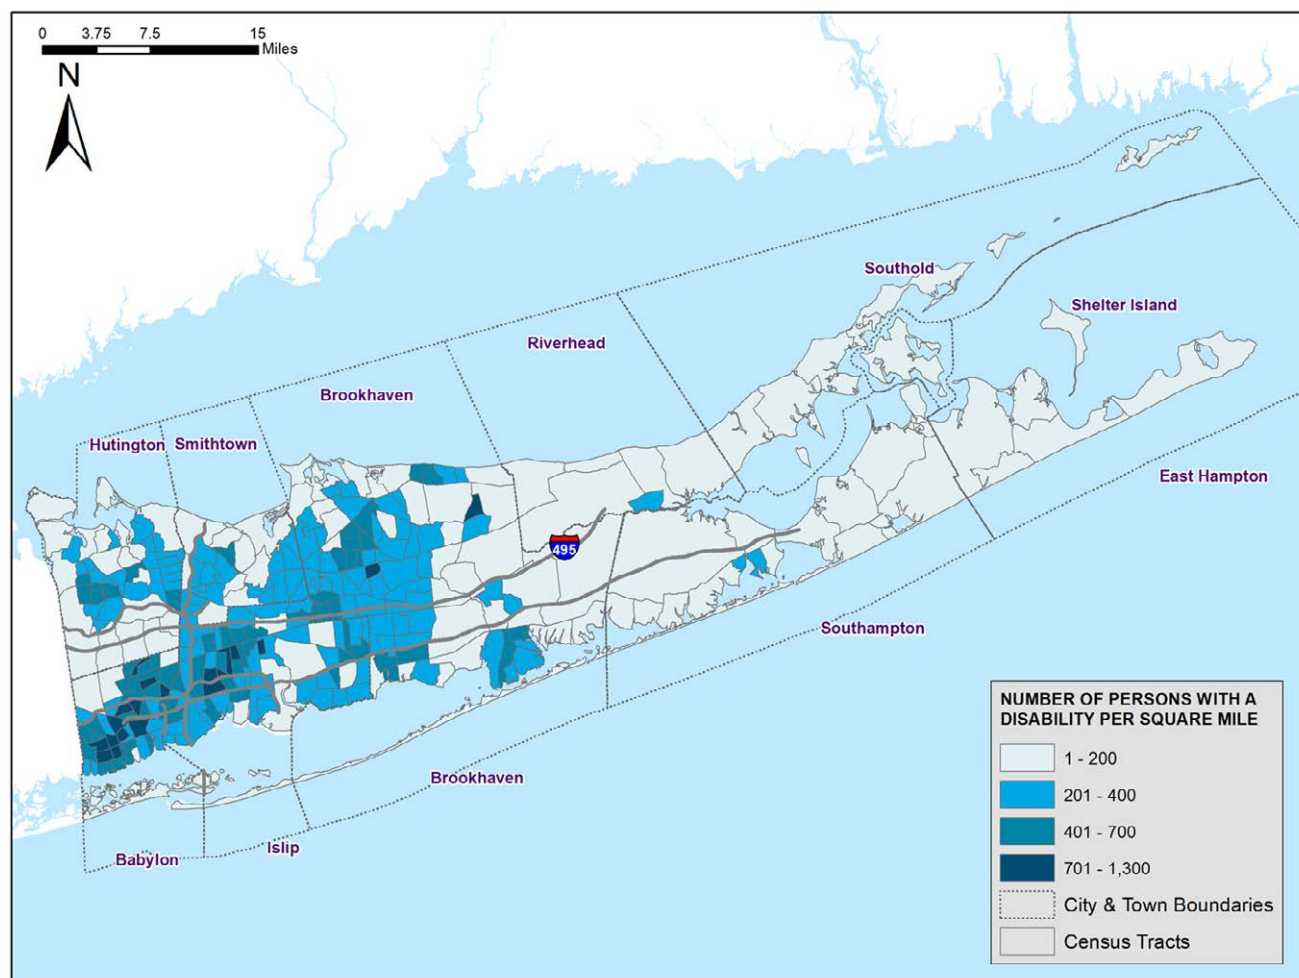 0 3.75 7.5 15
Miles
N
Southold
Shelter Island
Riverhead
Brookhaven
Hutington Smithtown
East Hampton
495
Southampton
Brookhaven
Islip
Babylon
NUMBER OF PERSONS WITH A
DISABILITY PER SQUARE MILE
1 - 200
201 - 400
401 - 700
701 - 1,300
City & Town Boundaries
Census Tracts